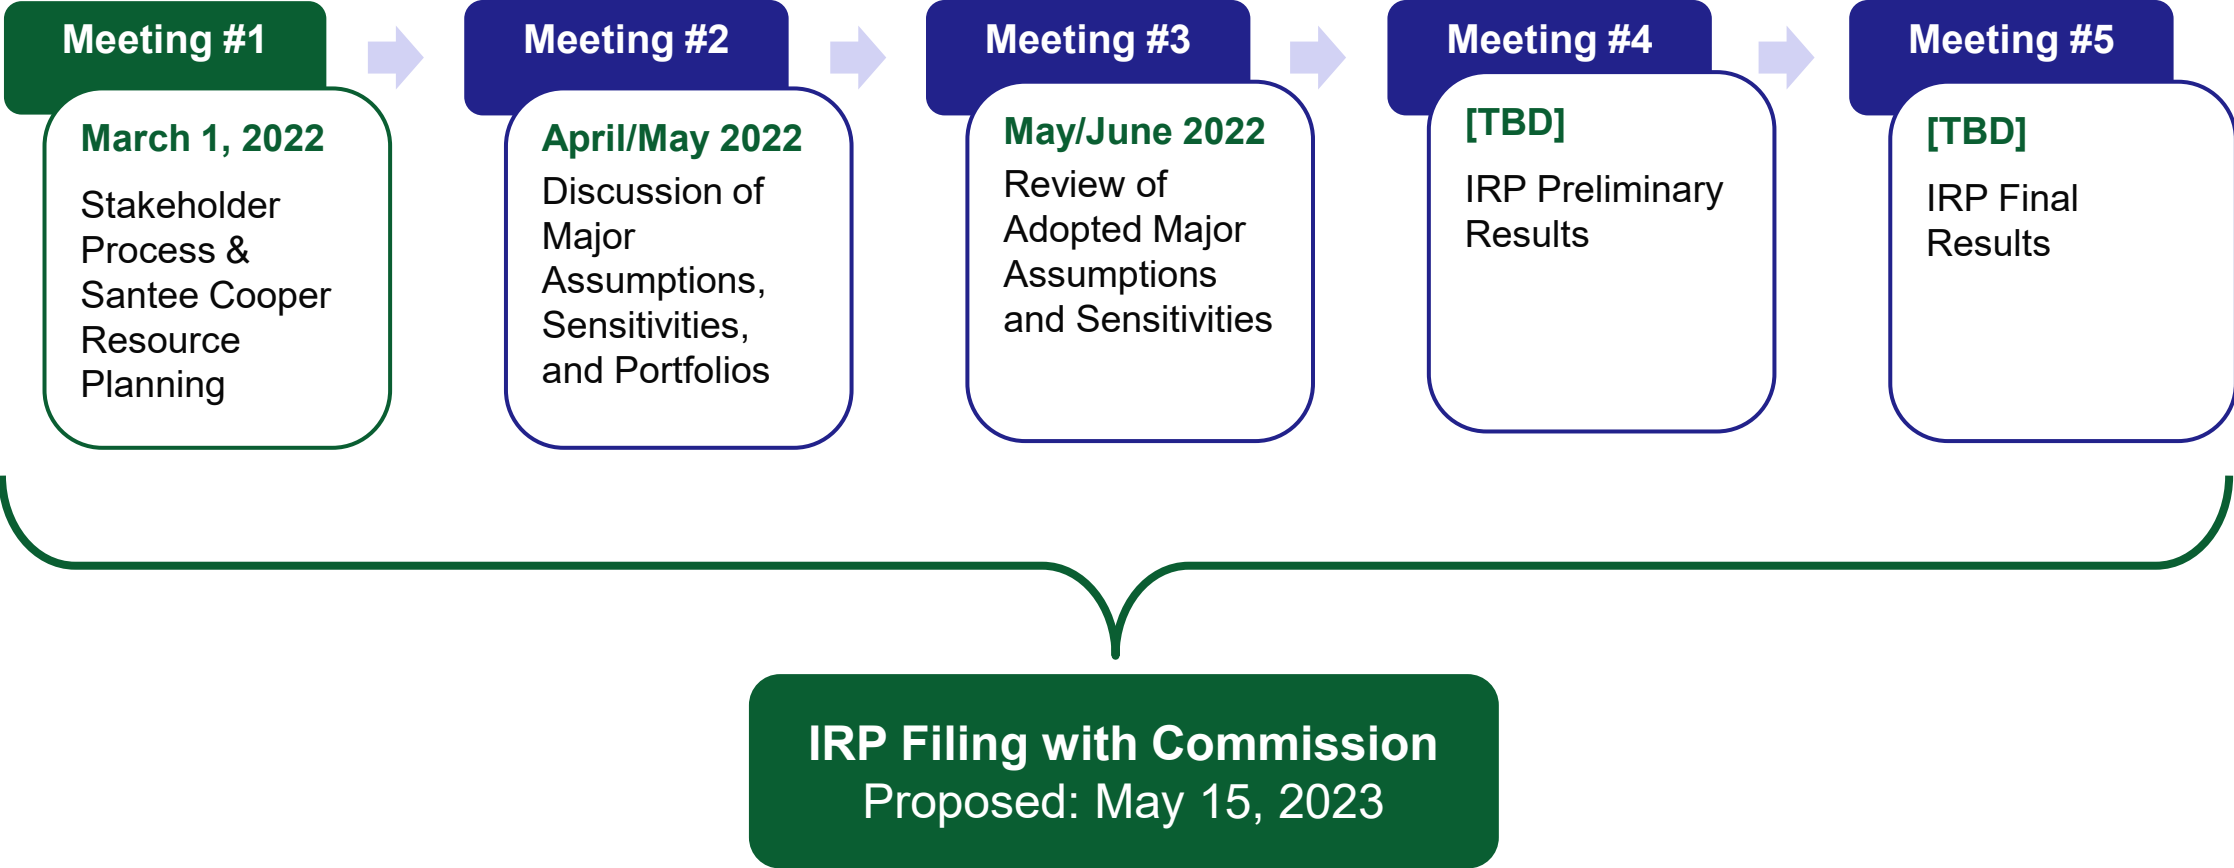 Meeting #1
March 1, 2022
Stakeholder
Process &
Santee Cooper
Resource
Planning
Meeting #2
April/May 2022
Discussion of
Major
Assumptions,
Sensitivities,
and Portfolios
Meeting #3
May/June 2022
Review of
Adopted Major
Assumptions
and Sensitivities
Meeting #4
[TBD]
IRP Preliminary
Results
Meeting #5
[TBD]
IRP Final
Results
IRP Filing with Commission
Proposed: May 15, 2023